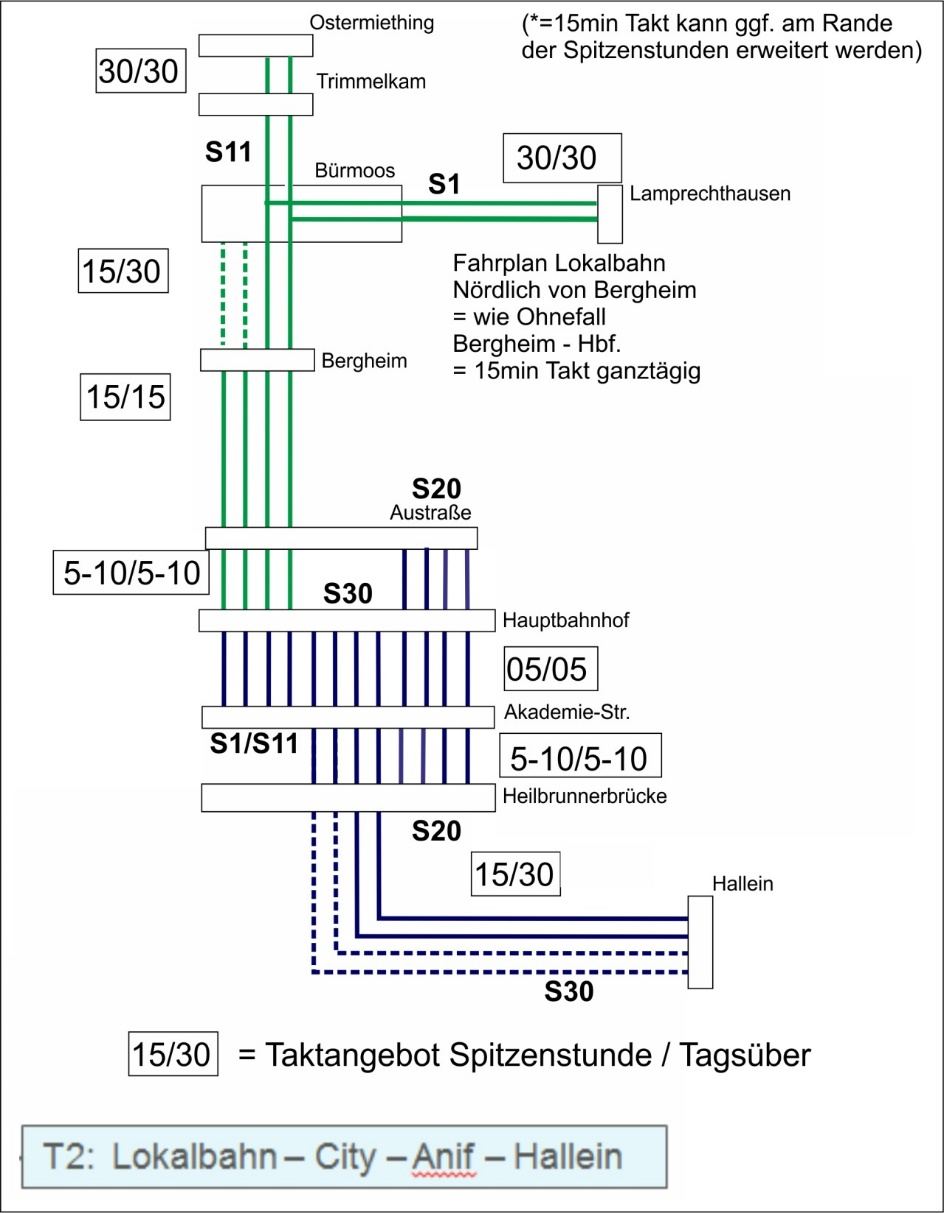 Ostermiething
(*=15min Takt kann ggf. am Rande
der Spitzenstunden erweitert werden)
30/30
Trimmelkam
S11
30/30
Bürmoos
S1
Lamprechthausen
15/30
Fahrplan Lokalbahn
Nördlich von Bergheim
= wie Ohnefall
Bergheim - Hbf.
= 15min Takt ganztägig
Bergheim
15/15
S20
Austraße
5-10/5-10
S30
Hauptbahnhof
05/05
Akademie-Str.
S1/S11
5-10/5-10
Heilbrunnerbrücke
S20
15/30
Hallein
S30
15/30 = Taktangebot Spitzenstunde / Tagsüber
T2: Lokalbahn – City – Anif – Hallein